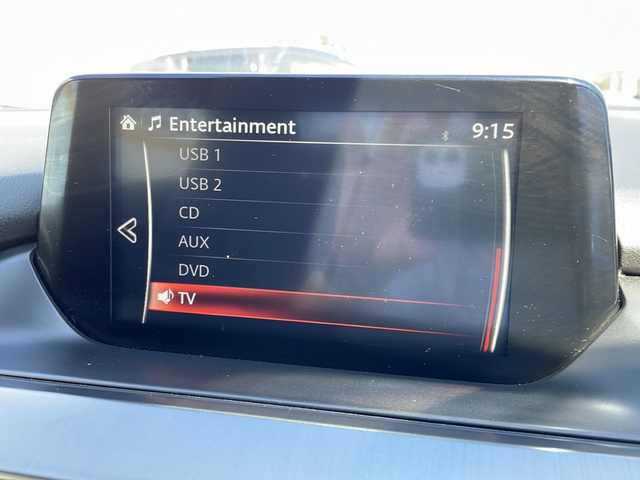 Entertainment 9:15
USB 1
USB 2
CD
AUX
DVD
TV